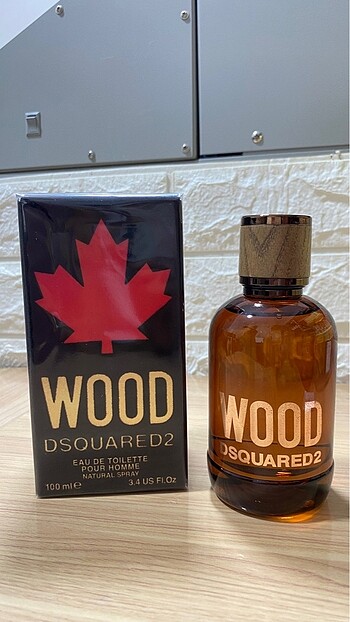 WOOD
DSQUARED2
EAU DE TOILETTE
POUR HOMME
NATURAL SPRAY
100 ml e 3.4 US Fl.Oz
WOOD
DSQUARED2